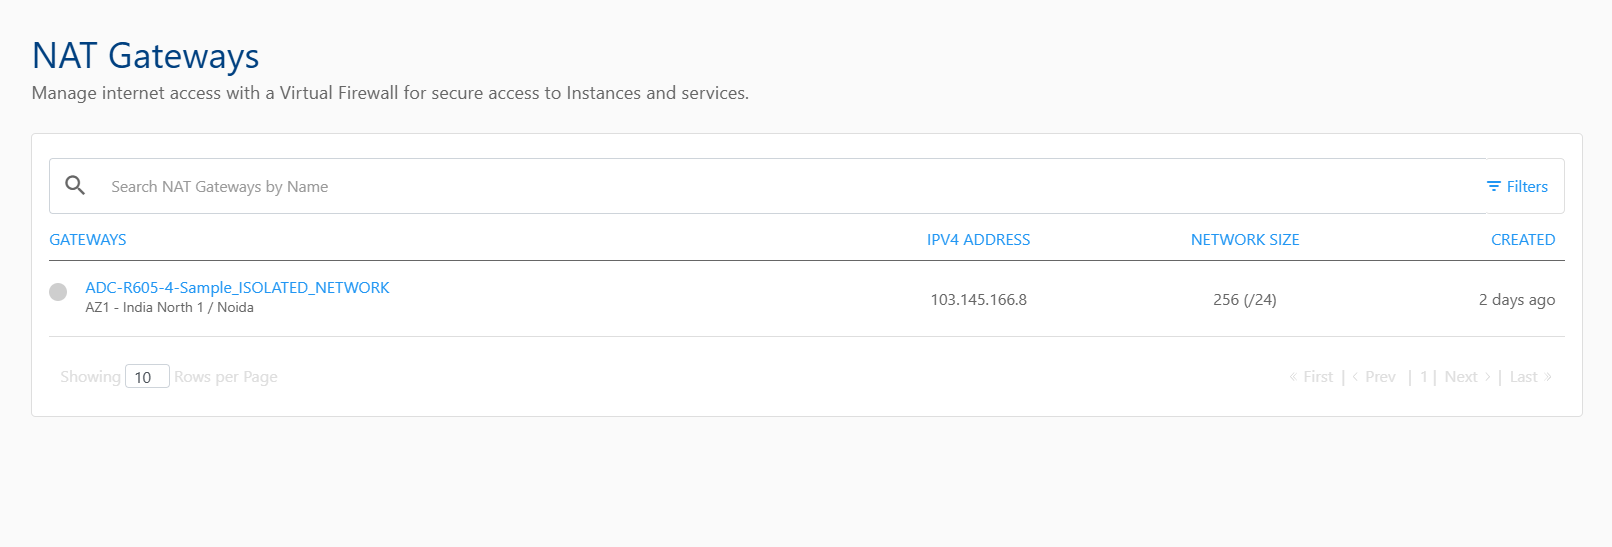 NAT Gateways
Manage internet access with a Virtual Firewall for secure access to Instances and services.
Search NAT Gateways by Name
Filters
GATEWAYS IPV4 ADDRESS NETWORK SIZE CREATED
ADC-R605-4-Sample_ISOLATED_NETWORK
AZ1 - India North 1 / Noida
103.145.166.8 256 (/24) 2 days ago
Showing 10 Rows per Page « First | ‹ Prev | 1 | Next › | Last »